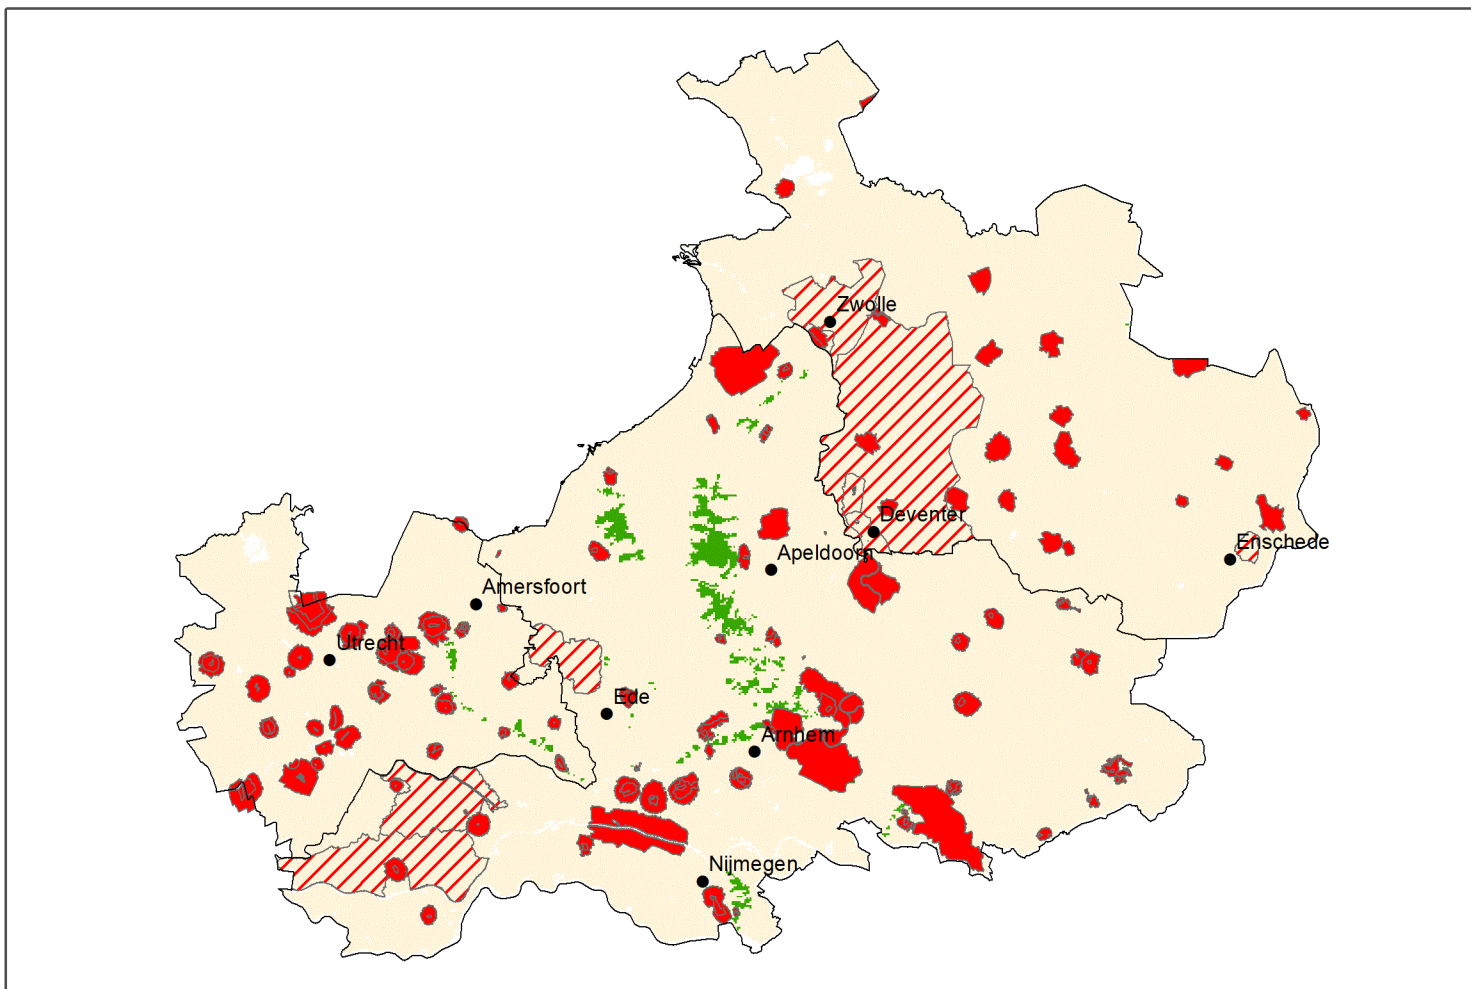 Zwolle
Deventer
Enschede
Apeldoorn
Amersfoort
Utrecht
Ede
Arnhem
Nijmegen